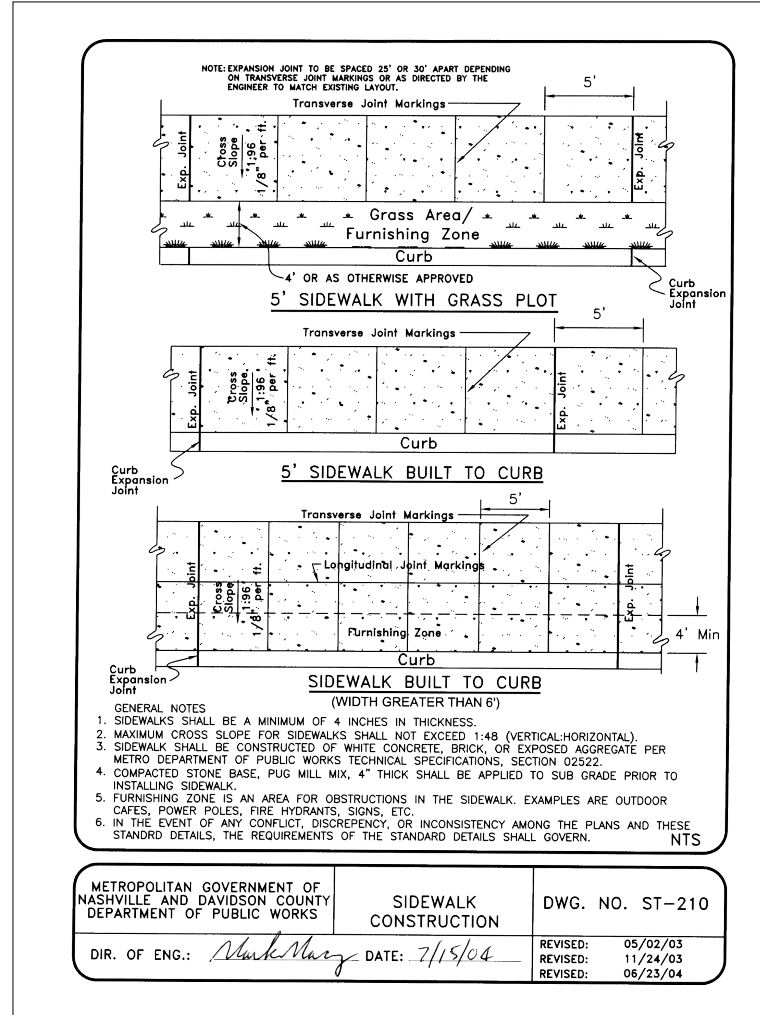 NOTE: EXPANSION JOINT TO BE SPACED 25' OR 30' APART DEPENDING
ON TRANSVERSE JOINT MARKINGS OR AS DIRECTED BY THE
ENGINEER TO MATCH EXISTING LAYOUT.
5'
Transverse Joint Markings
Exp. Joint
Cross
Slope
1:96
1/8" per ft.
Exp. Joint
Grass Area/
Furnishing Zone
Curb
4' OR AS OTHERWISE APPROVED
Curb
Expansion
Joint
5' SIDEWALK WITH GRASS PLOT
5'
Transverse Joint Markings
Exp. Joint
Cross
Slope
1:96
1/8" per ft.
Exp. Joint
Curb
Curb
Expansion
Joint
5' SIDEWALK BUILT TO CURB
5'
Transverse Joint Markings
Longitudinal Joint Markings
Exp. Joint
Cross
Slope
1:96
1/8" per ft.
Exp. Joint
Furnishing Zone
4' Min
Curb
Curb
Expansion
Joint
SIDEWALK BUILT TO CURB
(WIDTH GREATER THAN 6')
GENERAL NOTES
1. SIDEWALKS SHALL BE A MINIMUM OF 4 INCHES IN THICKNESS.
2. MAXIMUM CROSS SLOPE FOR SIDEWALKS SHALL NOT EXCEED 1:48 (VERTICAL:HORIZONTAL).
3. SIDEWALK SHALL BE CONSTRUCTED OF WHITE CONCRETE, BRICK, OR EXPOSED AGGREGATE PER
METRO DEPARTMENT OF PUBLIC WORKS TECHNICAL SPECIFICATIONS, SECTION 02522.
4. COMPACTED STONE BASE, PUG MILL MIX, 4" THICK SHALL BE APPLIED TO SUB GRADE PRIOR TO
INSTALLING SIDEWALK.
5. FURNISHING ZONE IS AN AREA FOR OBSTRUCTIONS IN THE SIDEWALK. EXAMPLES ARE OUTDOOR
CAFES, POWER POLES, FIRE HYDRANTS, SIGNS, ETC.
6. IN THE EVENT OF ANY CONFLICT, DISCREPENCY, OR INCONSISTENCY AMONG THE PLANS AND THESE
STANDRD DETAILS, THE REQUIREMENTS OF THE STANDARD DETAILS SHALL GOVERN.
NTS
METROPOLITAN GOVERNMENT OF
NASHVILLE AND DAVIDSON COUNTY
DEPARTMENT OF PUBLIC WORKS
SIDEWALK
CONSTRUCTION
DWG. NO. ST-210
DIR. OF ENG.: Mark Macy DATE: 7/15/04
REVISED: 05/02/03
REVISED: 11/24/03
REVISED: 06/23/04